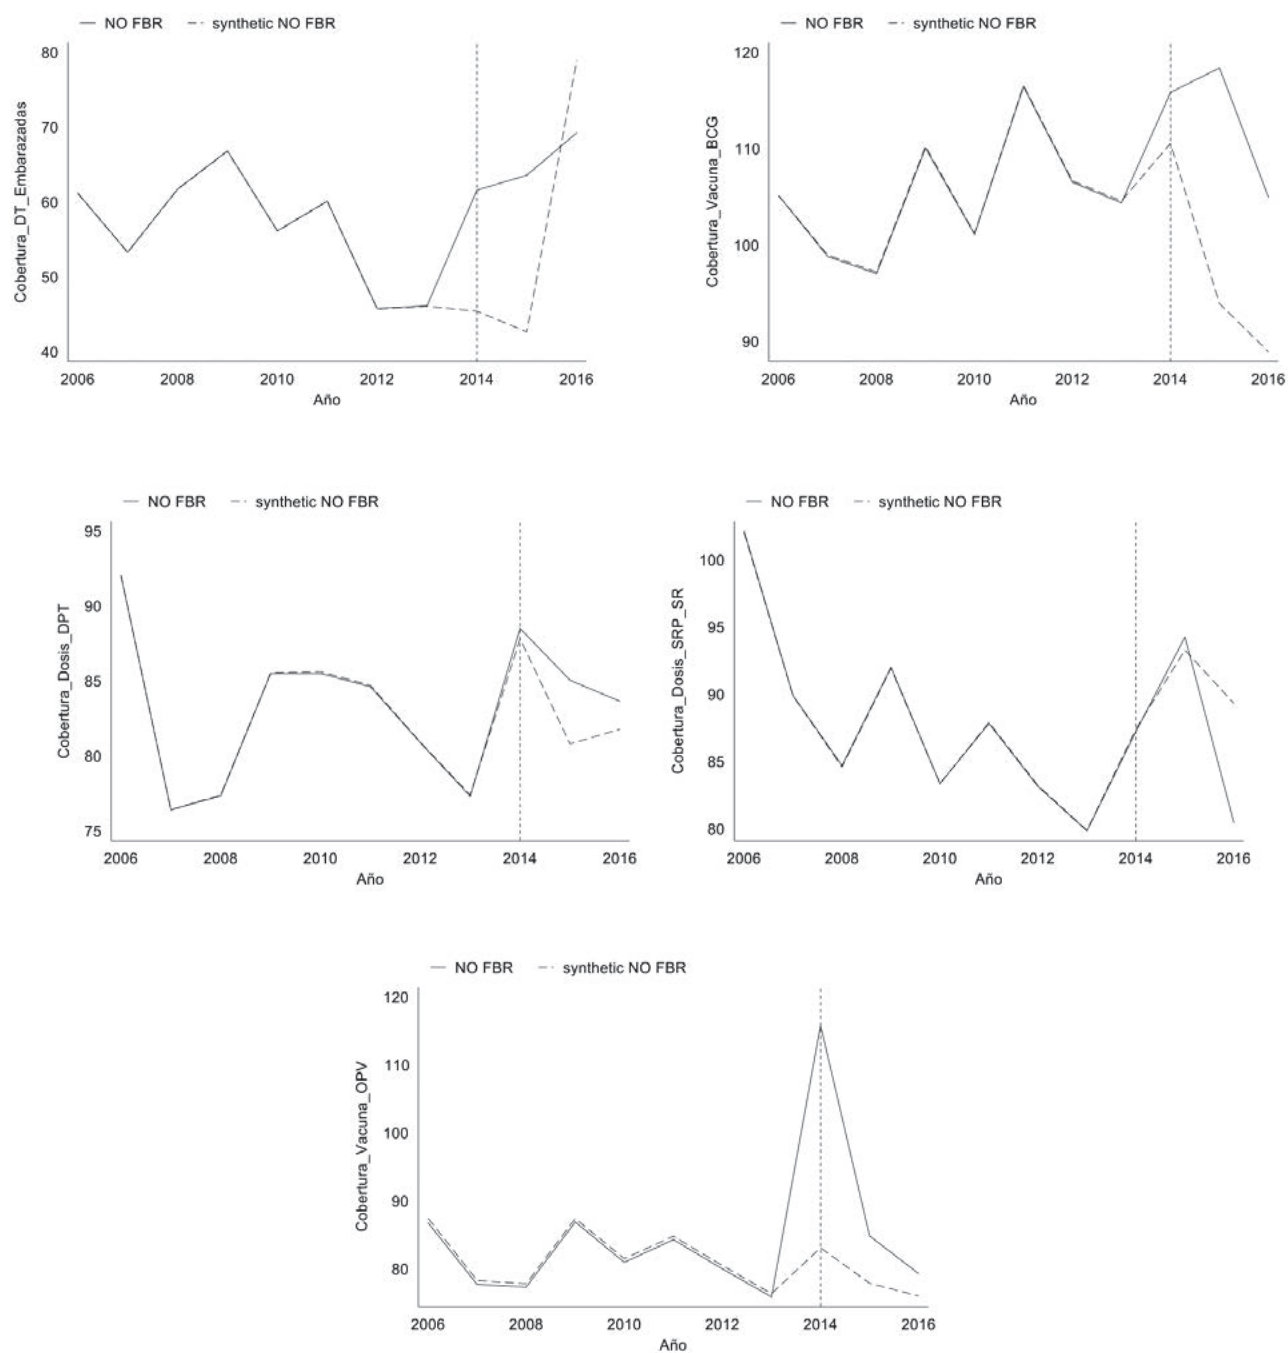 NO FBR synthetic NO FBR
80
70
60
50
40
Cobertura_DT_Embarazadas
2006 2008 2010 2012 2014 2016
Año
NO FBR synthetic NO FBR
120
110
100
90
Cobertura_Vacuna_BCG
2006 2008 2010 2012 2014 2016
Año
NO FBR synthetic NO FBR
95
90
85
80
75
Cobertura_Dosis_DPT
2006 2008 2010 2012 2014 2016
Año
NO FBR synthetic NO FBR
100
95
90
85
80
Cobertura_Dosis_SRP_SR
2006 2008 2010 2012 2014 2016
Año
NO FBR synthetic NO FBR
120
110
100
90
80
Cobertura_Vacuna_OPV
2006 2008 2010 2012 2014 2016
Año